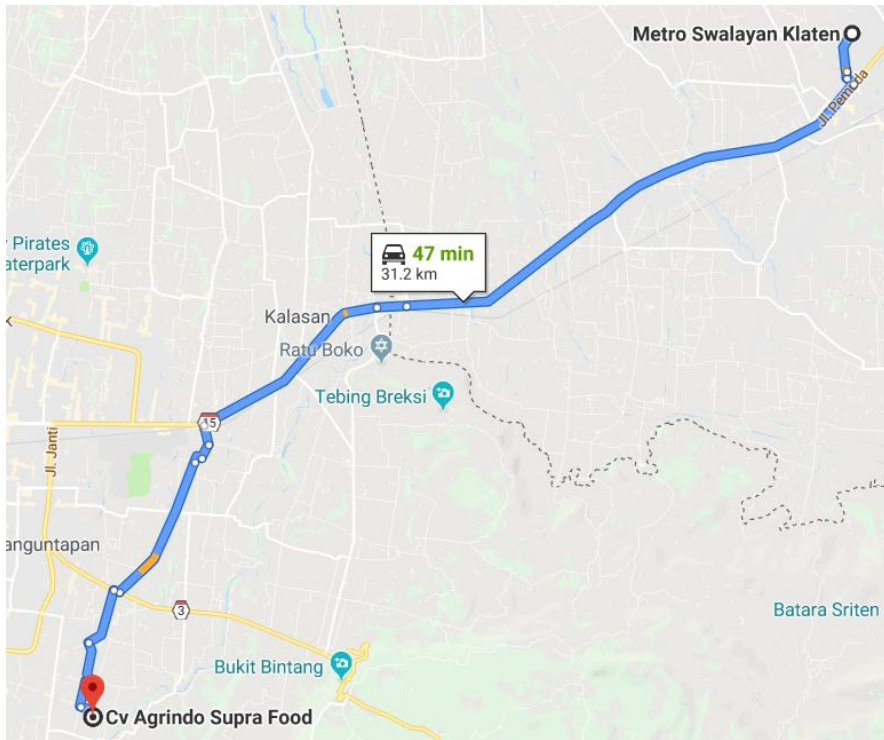 Metro Swalayan Klaten
Jl. Pemuda
Pirates
aterpark
47 min
31.2 km
Kalasan
Ratu Boko
Tebing Breksi
15
Jl. Janti
anguntapan
3
Batara Sriten
Bukit Bintang
Cv Agrindo Supra Food